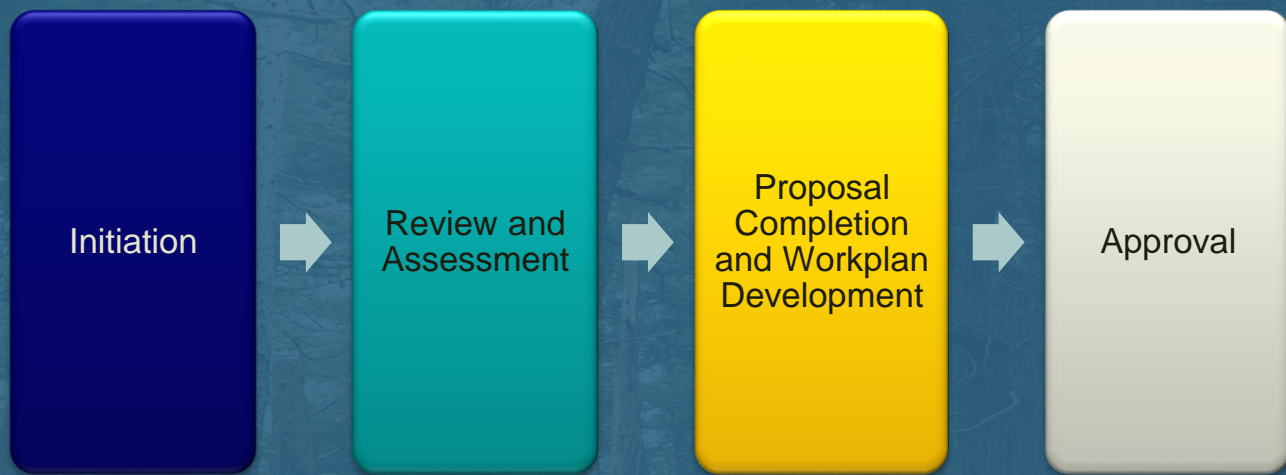 Initiation
Review and
Assessment
Proposal
Completion
and Workplan
Development
Approval